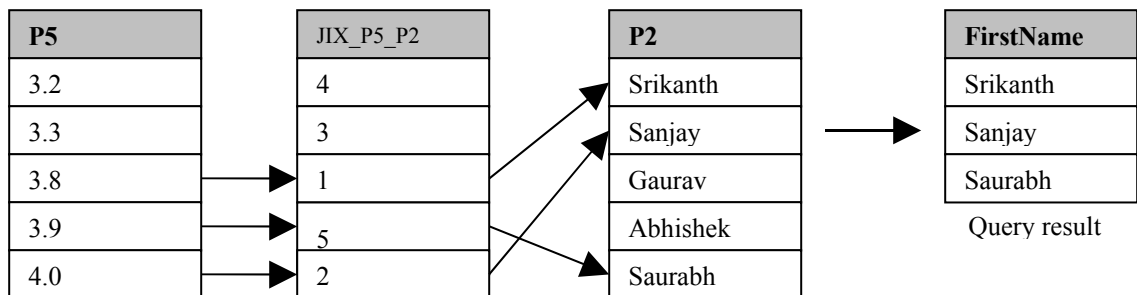 P5 JIX_P5_P2 P2 FirstName
3.2 4 Srikanth Srikanth
3.3 3 Sanjay Sanjay
3.8 1 Gaurav Saurabh
3.9 5 Abhishek Query result
4.0 2 Saurabh